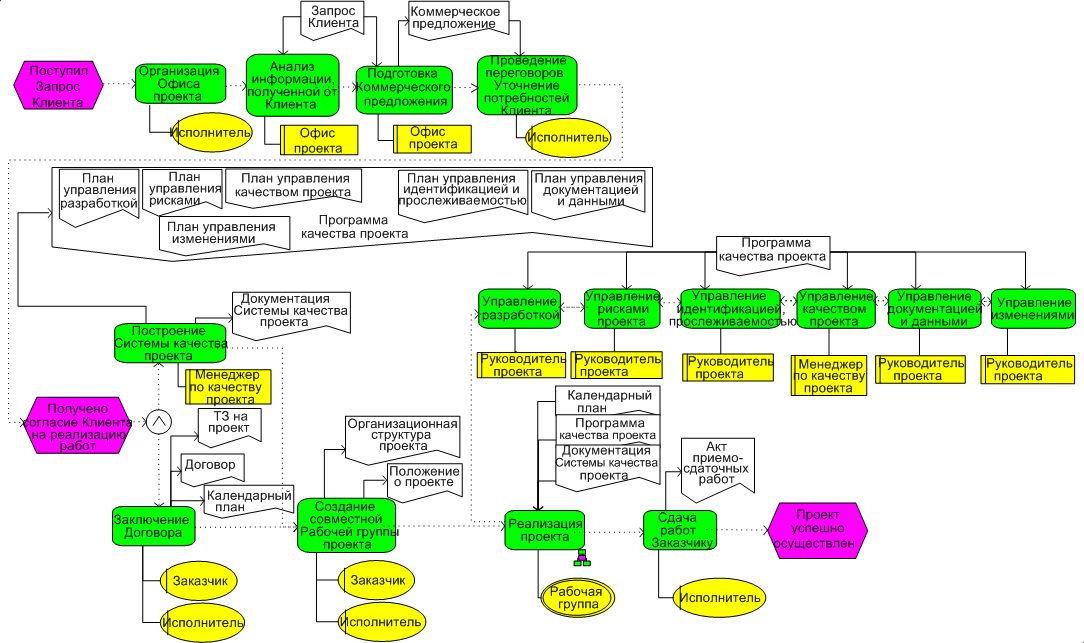 Поступил
Запрос
Клиента
Организация
Офиса
проекта
Исполнитель
Анализ
информации,
полученной от
Клиента
Офис
проекта
Запрос
Клиента
Подготовка
Коммерческого
предложения
Офис
проекта
Коммерческое
предложение
Проведение
переговоров
Уточнение
потребностей
Клиента
Исполнитель
План
управления
разработкой
План
управления
рисками
План управления
качеством проекта
План управления
идентификацией и
прослеживаемостью
План управления
документацией
и данными
План управления
изменениями
Программа
качества проекта
Программа
качества проекта
Управление
разработкой
Управление
рисками
проекта
Управление
идентификацией,
прослеживаемостью
Управление
качеством
проекта
Управление
документацией
и данными
Управление
изменениями
Руководитель
проекта
Руководитель
проекта
Руководитель
проекта
Менеджер
по качеству
проекта
Руководитель
проекта
Руководитель
проекта
Документация
Системы качества
проекта
Построение
Системы качества
проекта
Менеджер
по качеству
проекта
Получено
согласие Клиента
на реализацию
работ
ТЗ на
проект
Договор
Календарный
план
Заключение
Договора
Заказчик
Исполнитель
Организационная
структура
проекта
Положение
о проекте
Создание
совместной
Рабочей группы
проекта
Заказчик
Исполнитель
Календарный
план
Программа
качества проекта
Документация
Системы качества
проекта
Реализация
проекта
Рабочая
группа
Акт
приемо-
сдаточных
работ
Сдача
работ
Заказчику
Исполнитель
Проект
успешно
осуществлен